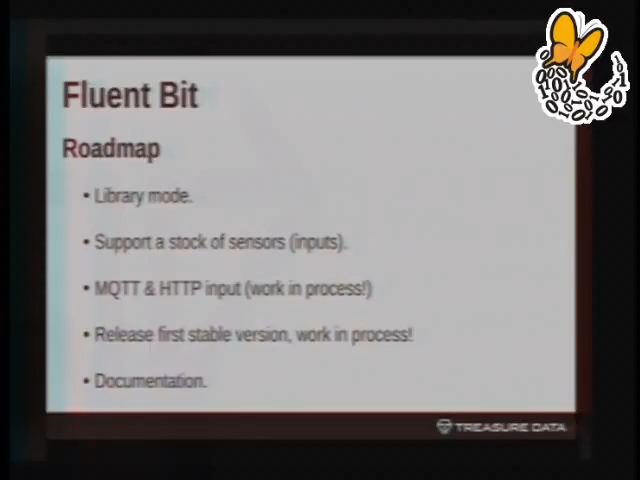 Fluent Bit
Roadmap
• Library mode.
• Support a stock of sensors (inputs).
• MQTT & HTTP input (work in process!)
• Release first stable version, work in process!
• Documentation.
TREASURE DATA